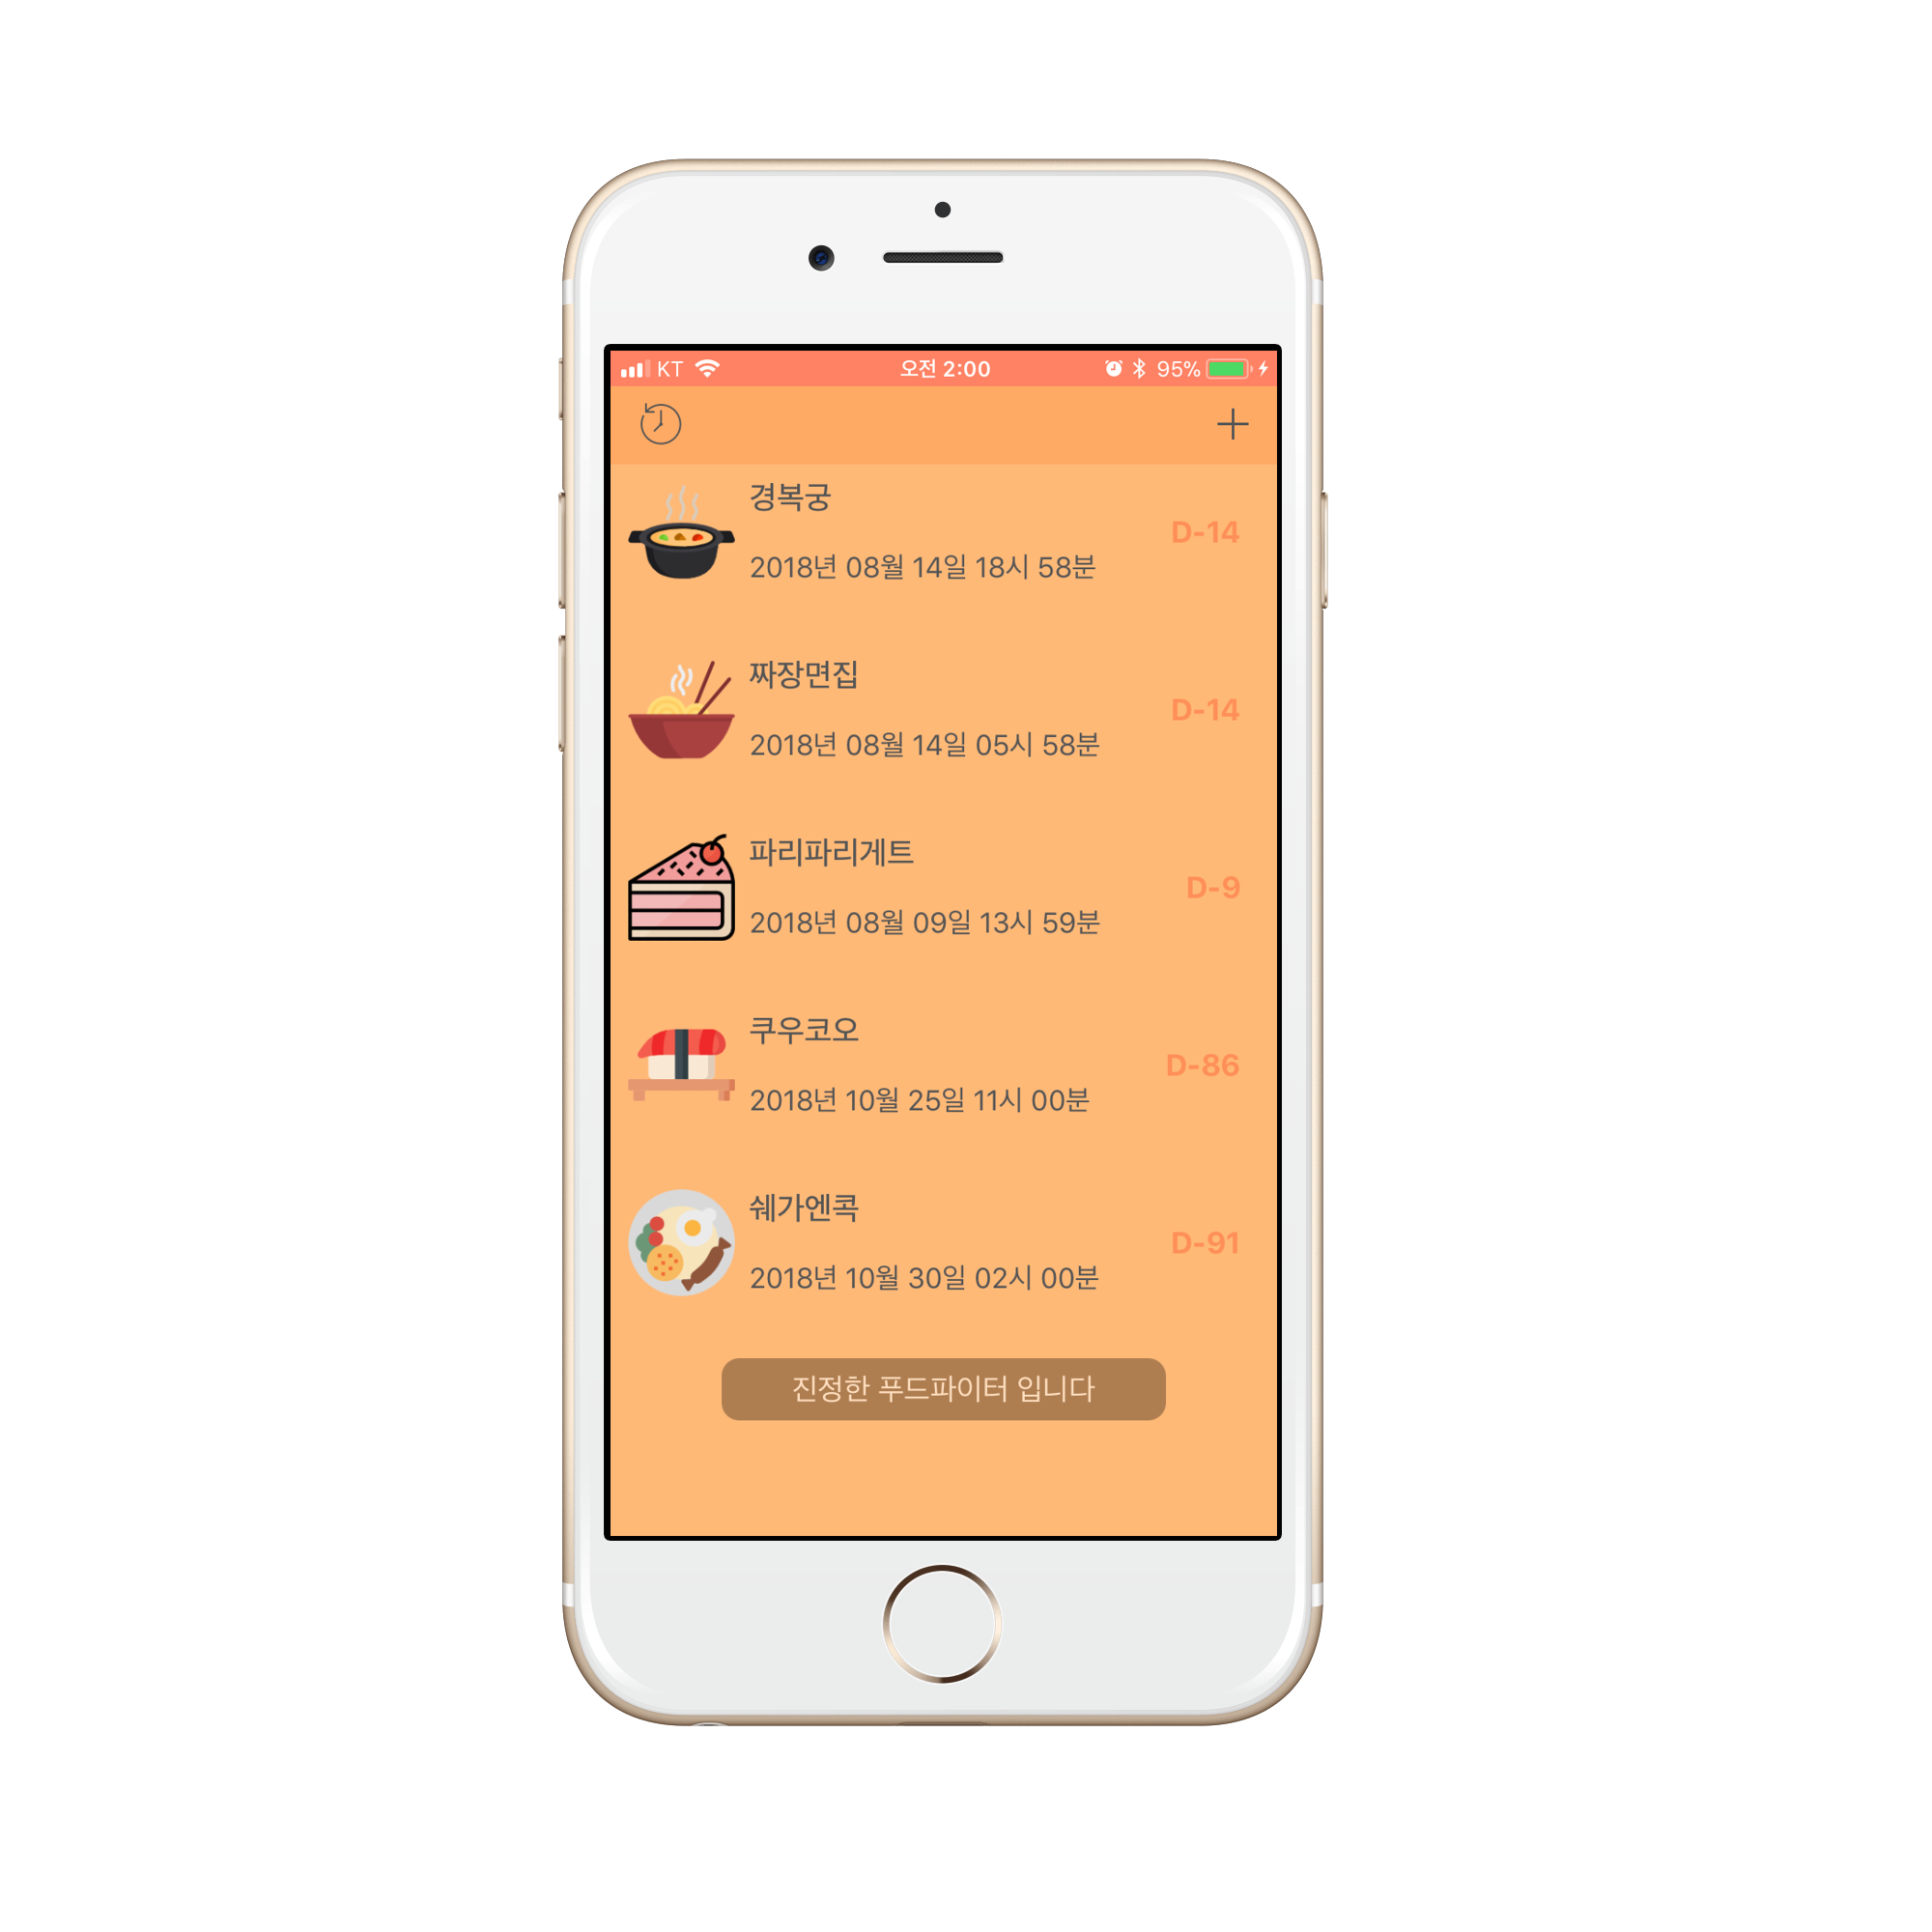 KT 오전 2:00 95%
경복궁
D-14
2018년 08월 14일 18시 58분
짜장면집
D-14
2018년 08월 14일 05시 58분
파리파리게트
D-9
2018년 08월 09일 13시 59분
쿠우코오
D-86
2018년 10월 25일 11시 00분
쉐가엔콕
D-91
2018년 10월 30일 02시 00분
진정한 푸드파이터 입니다